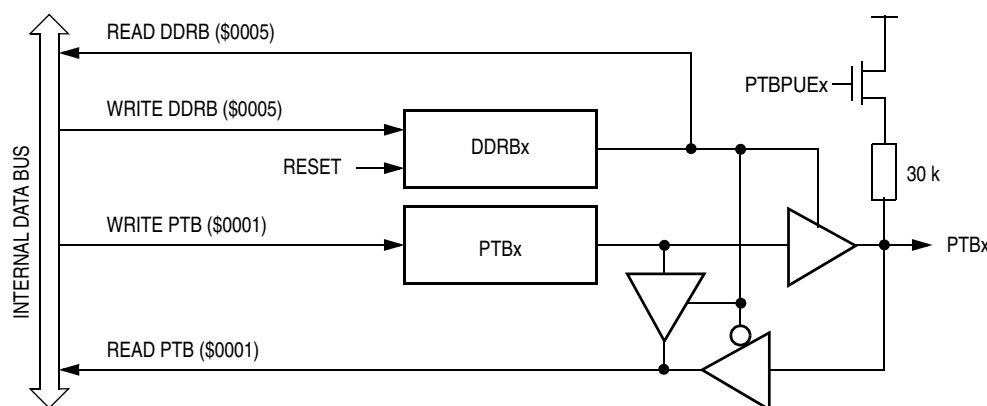 READ DDRB ($0005)
PTBPUEx
WRITE DDRB ($0005)
DDRBx
RESET
30 k
INTERNAL DATA BUS
WRITE PTB ($0001)
PTBx
PTBx
READ PTB ($0001)